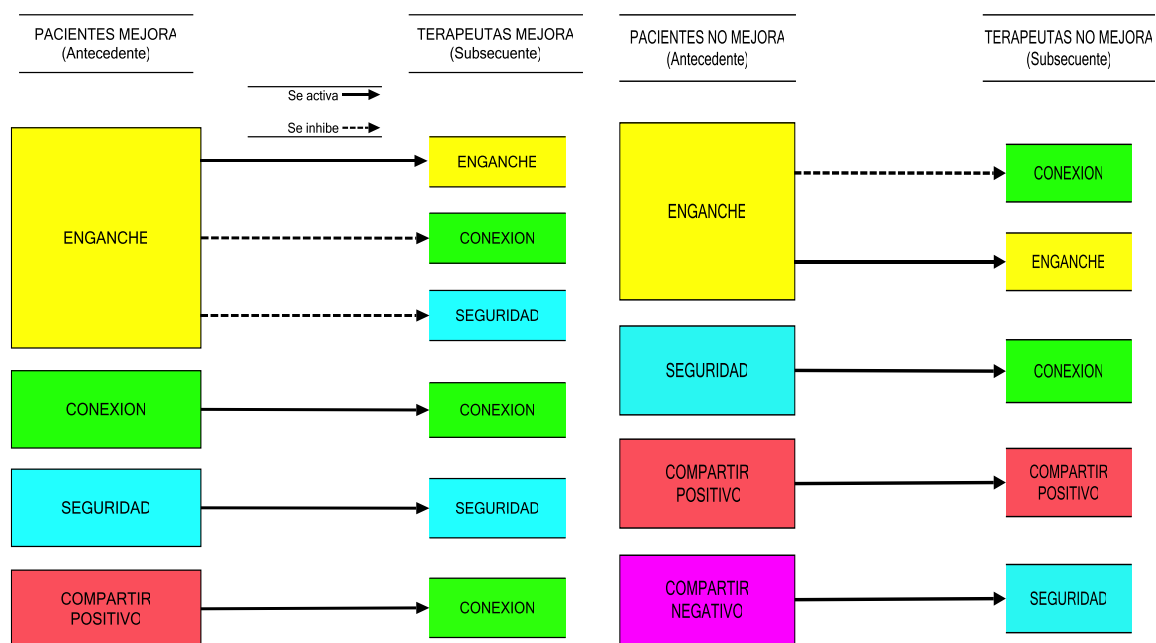 PACIENTES MEJORA
(Antecedente)
TERAPEUTAS MEJORA
(Subsecuente)
Se activa
Se inhibe
ENGANCHE
ENGANCHE
CONEXION
SEGURIDAD
CONEXION
CONEXION
SEGURIDAD
SEGURIDAD
COMPARTIR
POSITIVO
CONEXION
PACIENTES NO MEJORA
(Antecedente)
TERAPEUTAS NO MEJORA
(Subsecuente)
ENGANCHE
CONEXION
ENGANCHE
SEGURIDAD
CONEXION
COMPARTIR
POSITIVO
COMPARTIR
POSITIVO
COMPARTIR
NEGATIVO
SEGURIDAD